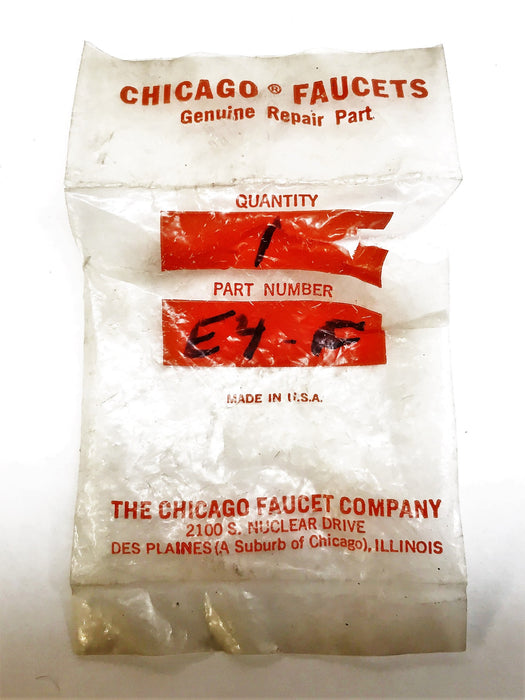 CHICAGO ® FAUCETS
Genuine Repair Part
QUANTITY
1
PART NUMBER
E4-F
MADE IN U.S.A.
THE CHICAGO FAUCET COMPANY
2100 S. NUCLEAR DRIVE
DES PLAINES (A Suburb of Chicago), ILLINOIS